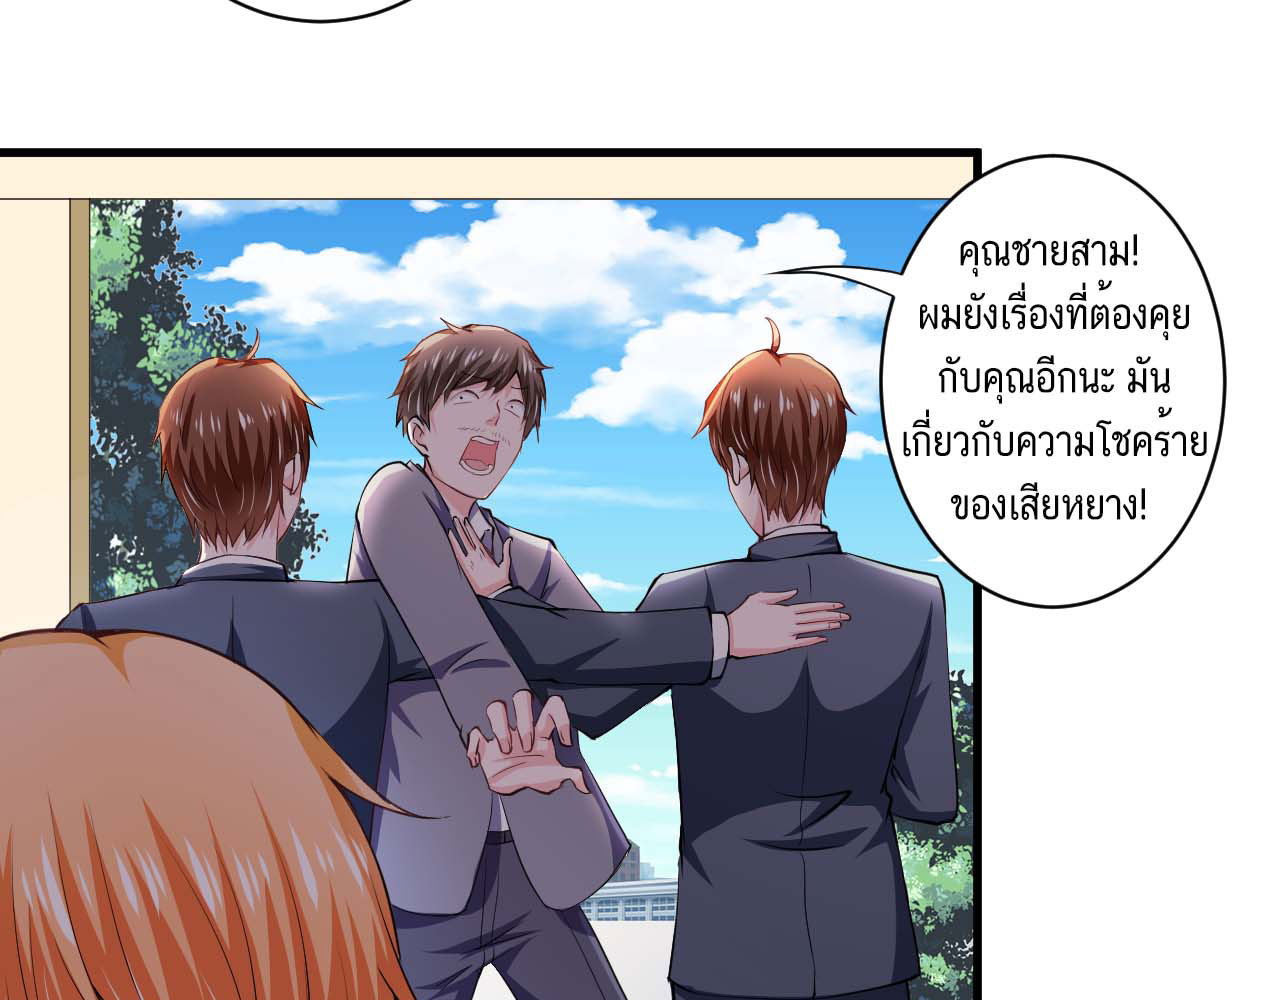 คุณชายสาม!
ผมยังเรื่องที่ต้องคุย
กับคุณอีกนะ มัน
เกี่ยวกับความโชคร้าย
ของเสียหยาง!